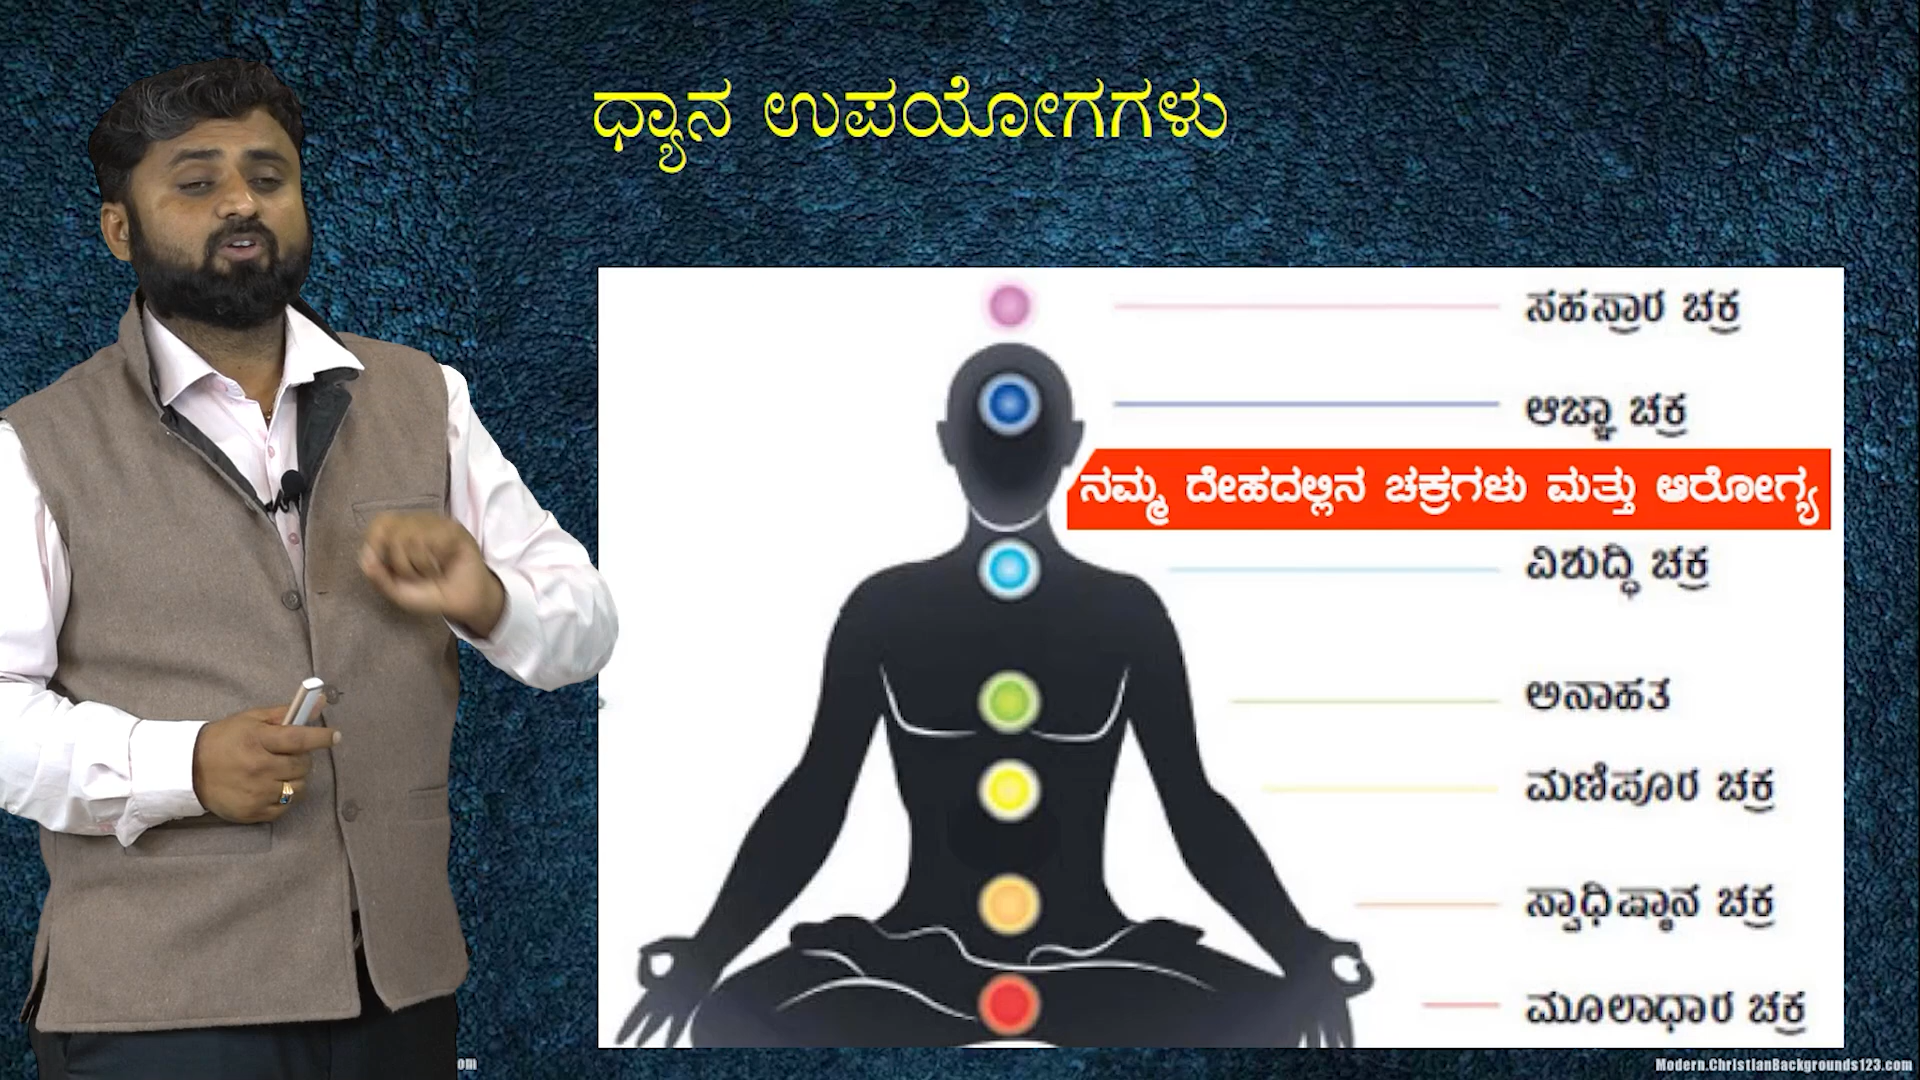 ಧ್ಯಾನ ಉಪಯೋಗಗಳು
ಸಹಸ್ರಾರ ಚಕ್ರ
ಆಜ್ಞಾ ಚಕ್ರ
ನಮ್ಮ ದೇಹದಲ್ಲಿನ ಚಕ್ರಗಳು ಮತ್ತು ಆರೋಗ್ಯ
ವಿಶುದ್ಧಿ ಚಕ್ರ
ಅನಾಹತ
ಮಣಿಪೂರ ಚಕ್ರ
ಸ್ವಾಧಿಷ್ಠಾನ ಚಕ್ರ
ಮೂಲಾಧಾರ ಚಕ್ರ
om
Modern.ChristianBackgrounds123.com